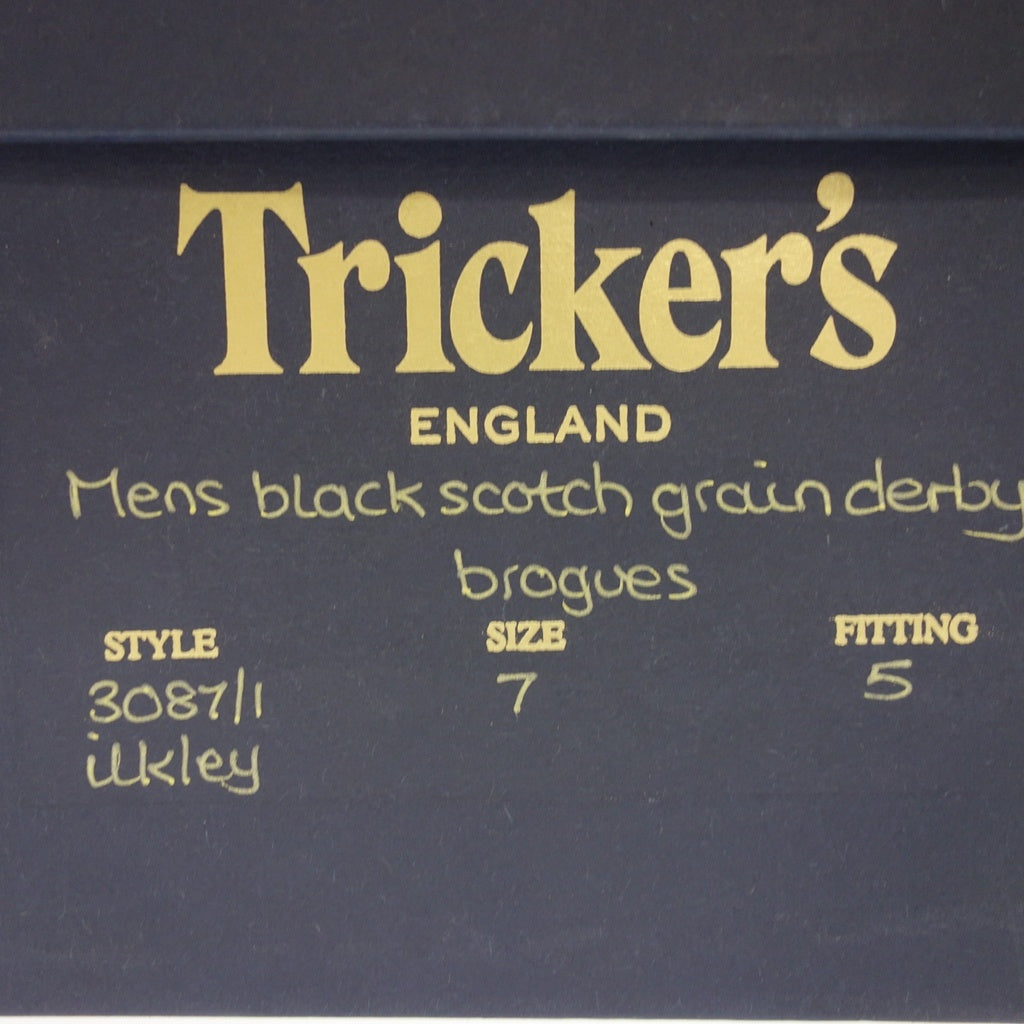 Tricker's
ENGLAND
Mens black scotch grain derby
brogues
STYLE SIZE FITTING
3087/1 7 5
ilkley